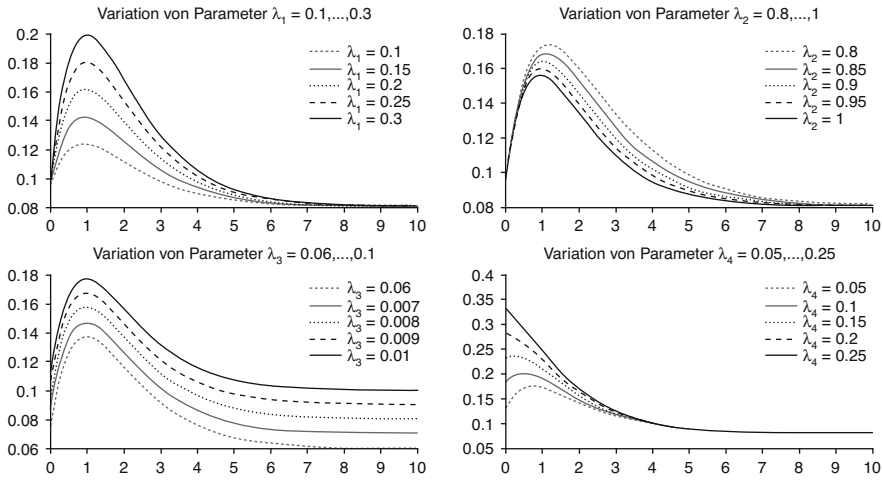 Variation von Parameter λ1 = 0.1,...,0.3
0.2
0.18
0.16
0.14
0.12
0.1
0.08
0 1 2 3 4 5 6 7 8 9 10
λ1 = 0.1
λ1 = 0.15
λ1 = 0.2
λ1 = 0.25
λ1 = 0.3
Variation von Parameter λ2 = 0.8,...,1
0.18
0.16
0.14
0.12
0.1
0.08
0 1 2 3 4 5 6 7 8 9 10
λ2 = 0.8
λ2 = 0.85
λ2 = 0.9
λ2 = 0.95
λ2 = 1
Variation von Parameter λ3 = 0.06,...,0.1
0.18
0.16
0.14
0.12
0.1
0.08
0.06
0 1 2 3 4 5 6 7 8 9 10
λ3 = 0.06
λ3 = 0.007
λ3 = 0.008
λ3 = 0.009
λ3 = 0.01
Variation von Parameter λ4 = 0.05,...,0.25
0.4
0.35
0.3
0.25
0.2
0.15
0.1
0.05
0 1 2 3 4 5 6 7 8 9 10
λ4 = 0.05
λ4 = 0.1
λ4 = 0.15
λ4 = 0.2
λ4 = 0.25